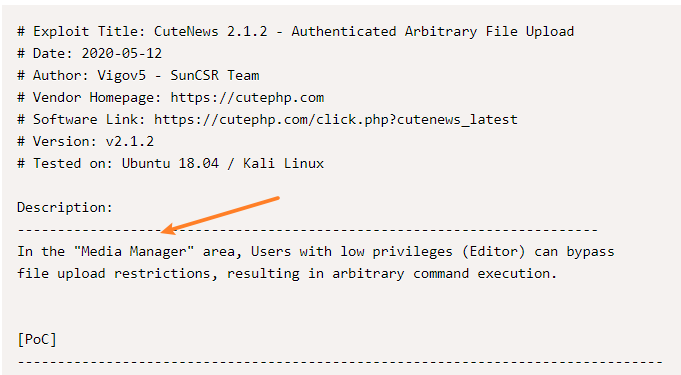 # Exploit Title: CuteNews 2.1.2 - Authenticated Arbitrary File Upload
# Date: 2020-05-12
# Author: Vigov5 - SunCSR Team
# Vendor Homepage: https://cutephp.com
# Software Link: https://cutephp.com/click.php?cutenews_latest
# Version: v2.1.2
# Tested on: Ubuntu 18.04 / Kali Linux
Description:
------------------------------------------------------------------------
In the "Media Manager" area, Users with low privileges (Editor) can bypass
file upload restrictions, resulting in arbitrary command execution.
[PoC]
--------------------------------------------------------------------------------